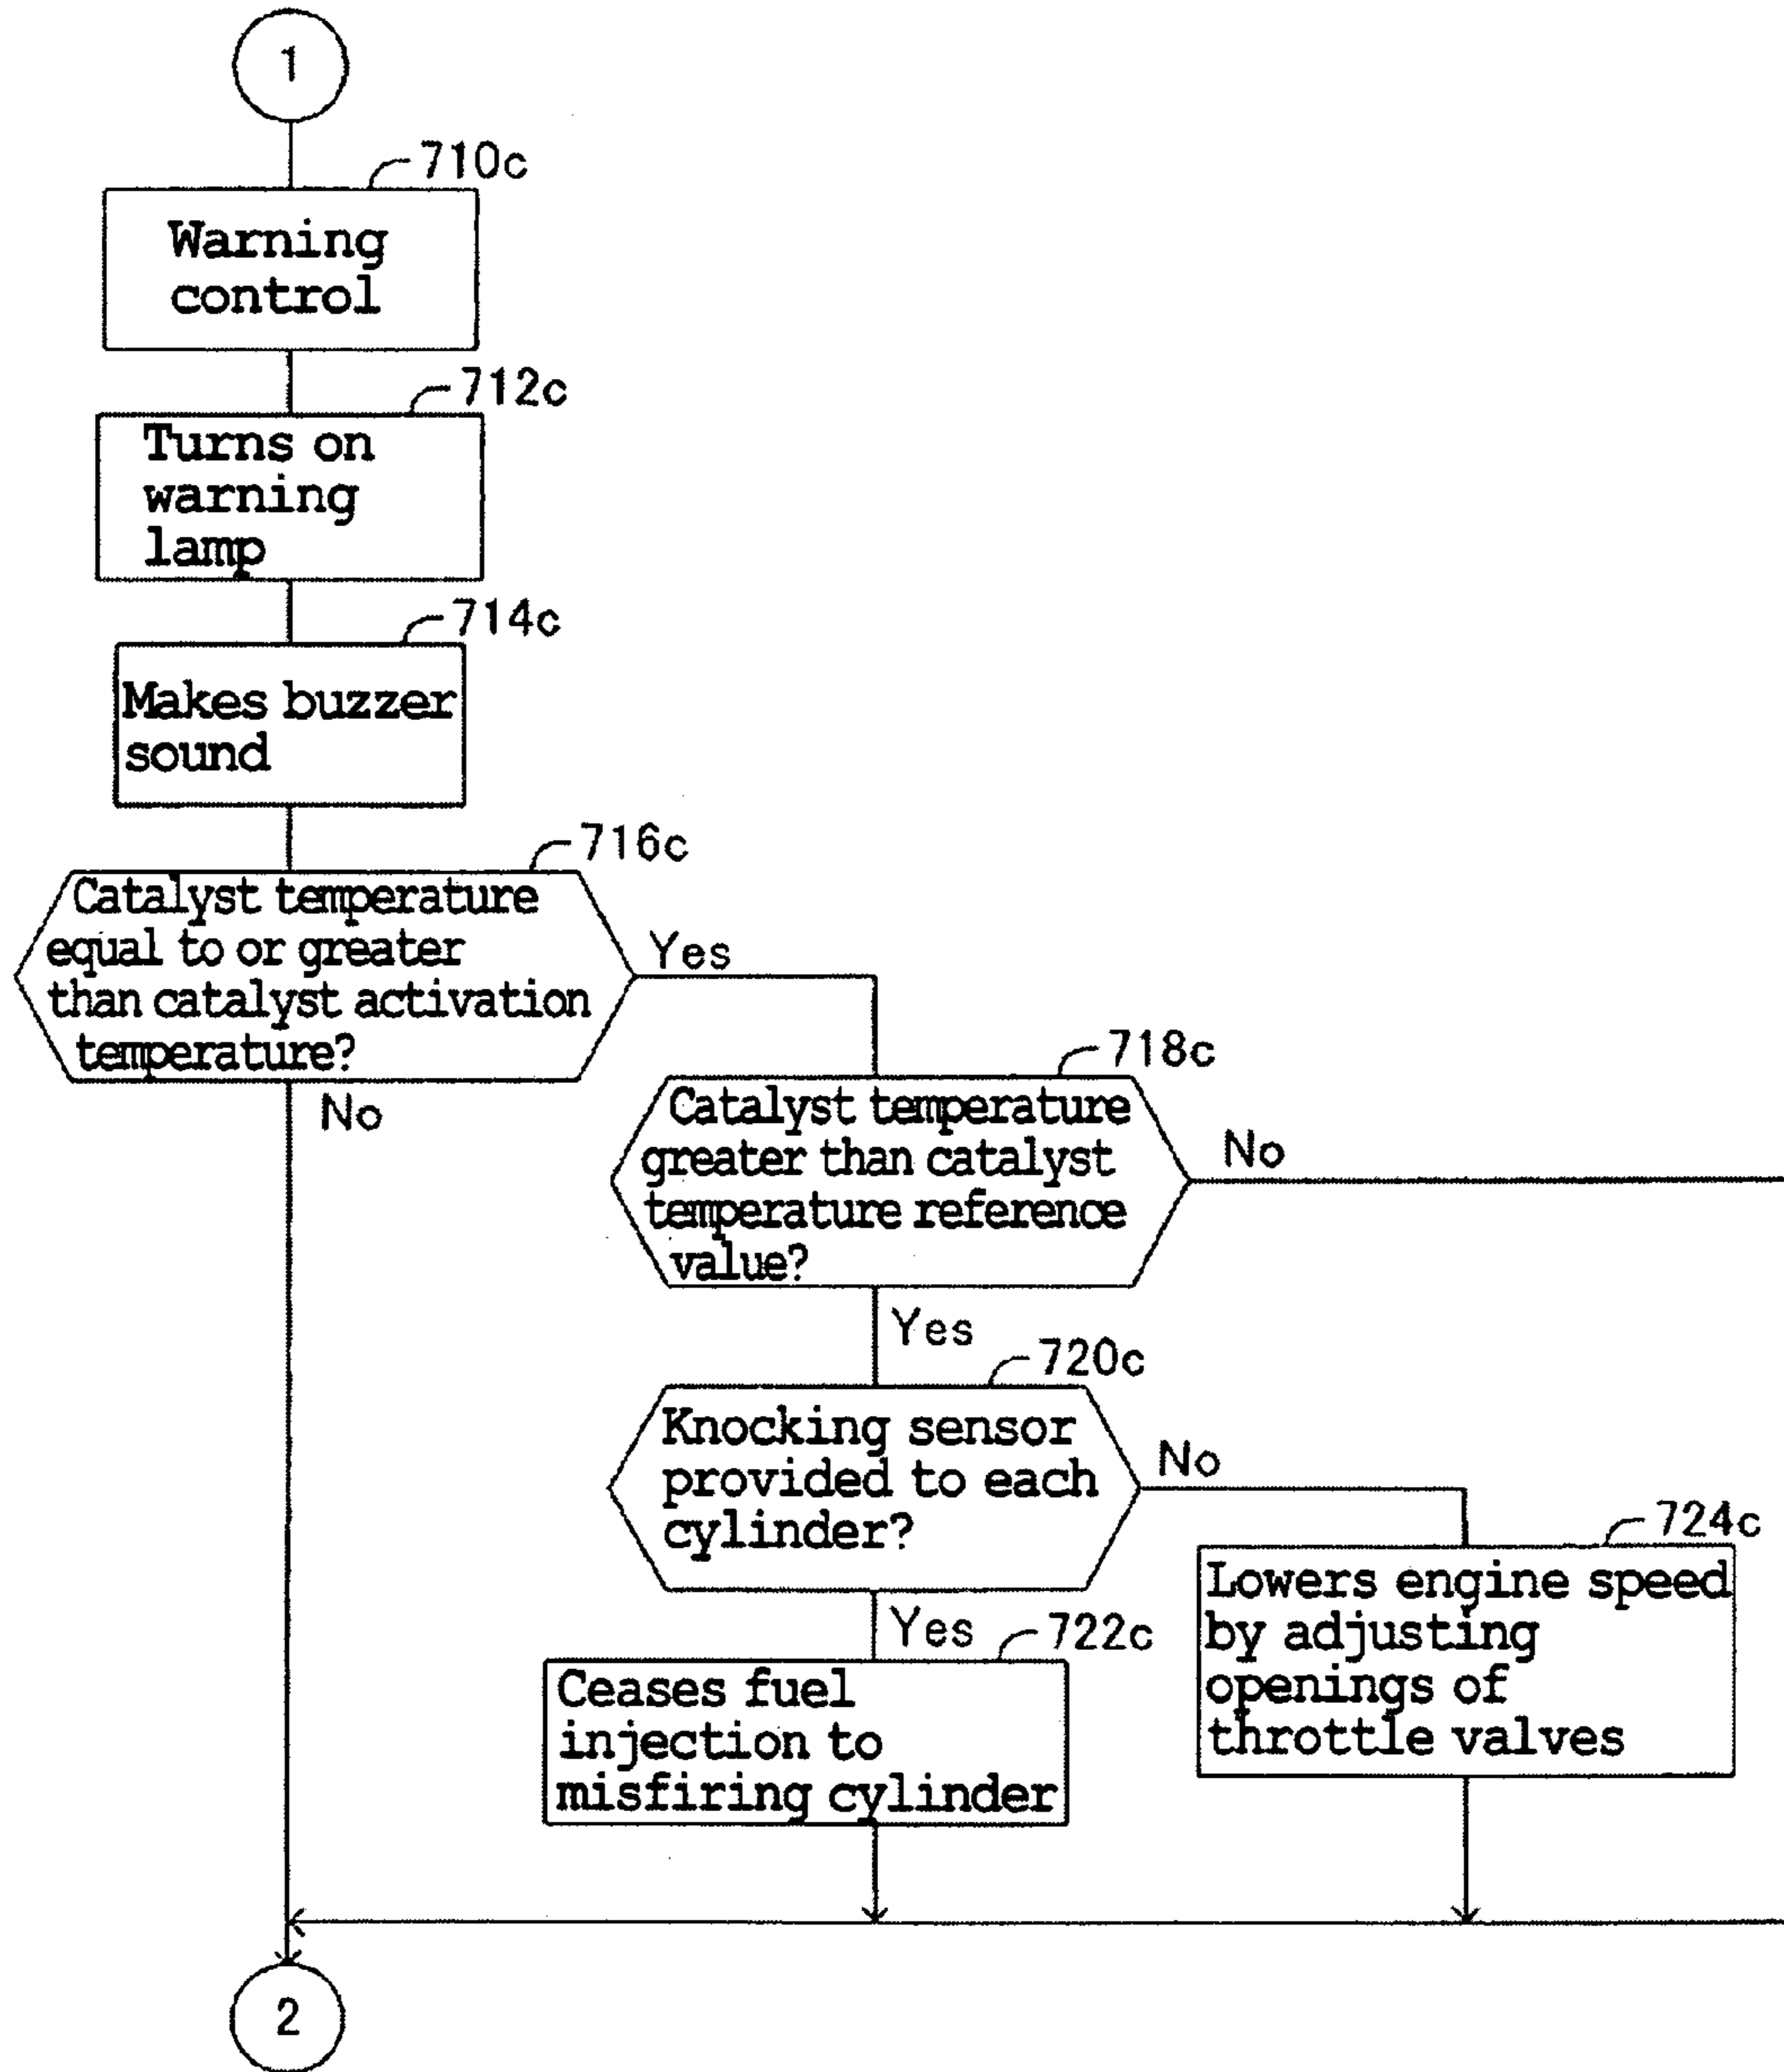 1
710c
Warning
control
712c
Turns on
warning
lamp
714c
Makes buzzer
sound
716c
Catalyst temperature
equal to or greater
than catalyst activation
temperature?
Yes
No
718c
Catalyst temperature
greater than catalyst
temperature reference
value?
No
Yes
720c
Knocking sensor
provided to each
cylinder?
No
Yes
722c
Ceases fuel
injection to
misfiring cylinder
724c
Lowers engine speed
by adjusting
openings of
throttle valves
2